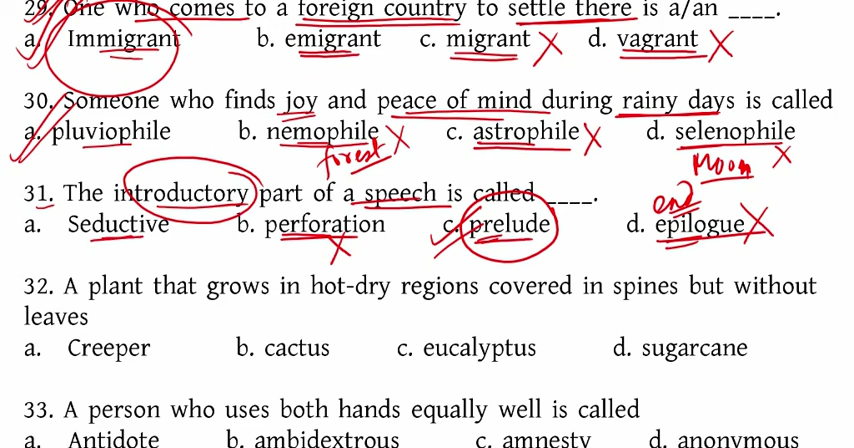 29. One who comes to a foreign country to settle there is a/an ____.
a. Immigrant b. emigrant c. migrant d. vagrant
30. Someone who finds joy and peace of mind during rainy days is called
a. pluviophile b. nemophile c. astrophile d. selenophile
forest Moon
31. The introductory part of a speech is called ____.
end
a. Seductive b. perforation c. prelude d. epilogue
32. A plant that grows in hot-dry regions covered in spines but without
leaves
a. Creeper b. cactus c. eucalyptus d. sugarcane
33. A person who uses both hands equally well is called
a. Antidote b. ambidextrous c. amnesty d. anonymous